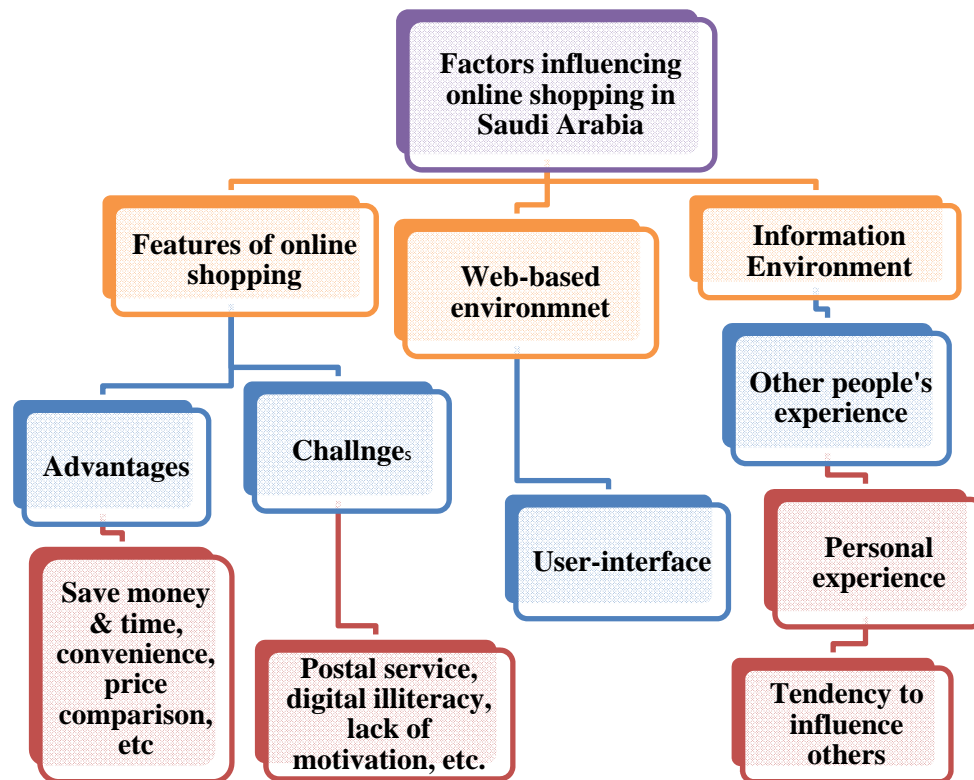 Factors influencing
online shopping in
Saudi Arabia
Features of online
shopping
Web-based
environmnet
Information
Environment
Advantages
Challnges
Other people's
experience
User-interface
Personal
experience
Save money
& time,
convenience,
price
comparison,
etc
Postal service,
digital illiteracy,
lack of
motivation, etc.
Tendency to
influence
others